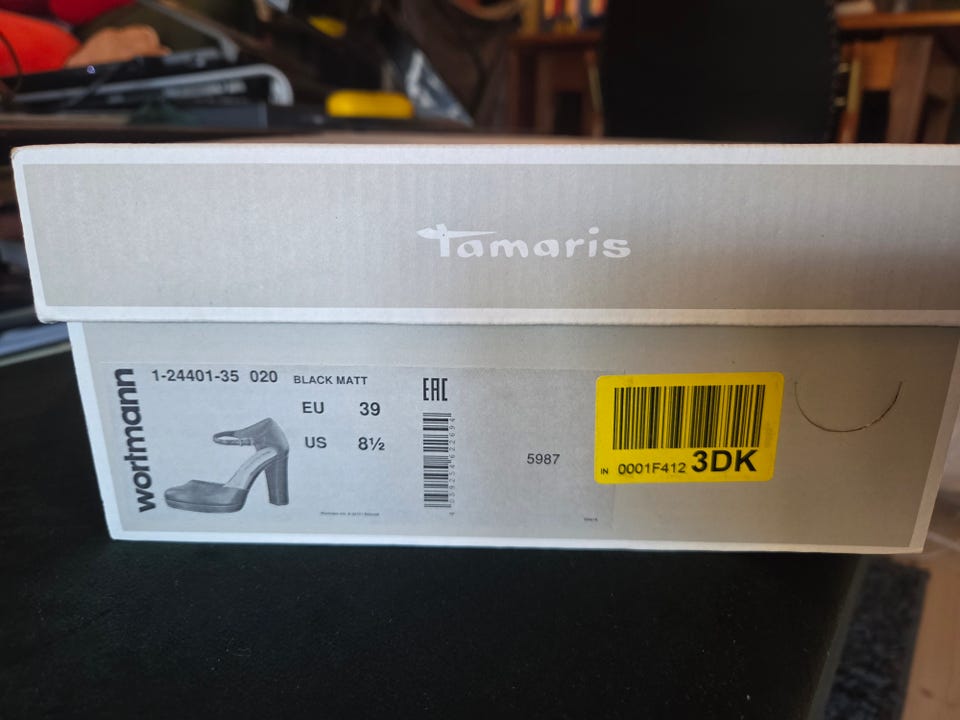 Tamaris
wortmann
1-24401-35 020 BLACK MATT
EU 39
US 8½
EAC
5987
IN 0001F412 3DK